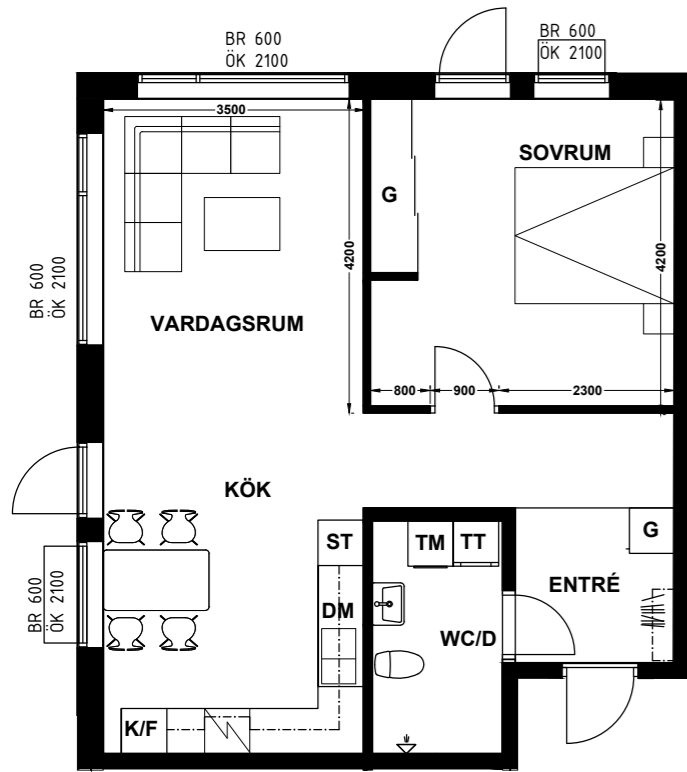 BR 600
ÖK 2100
BR 600
ÖK 2100
3500
SOVRUM
G
4200
4200
BR 600
ÖK 2100
VARDAGSRUM
800
900
2300
KÖK
ST
TM
TT
G
ENTRÉ
BR 600
ÖK 2100
DM
WC/D
K/F